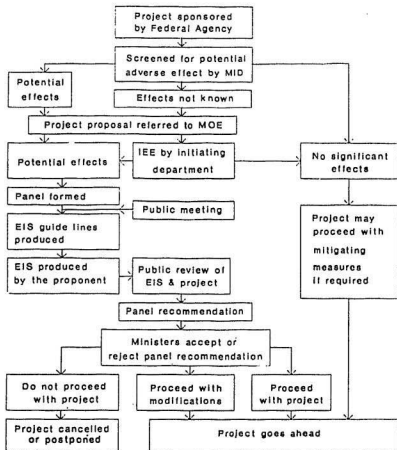 Project sponsored
by Federal Agency
Screened for potential
adverse effect by MID
Potential
effects
Effects not known
Project proposal referred to MOE
Potential effects
IEE by initiating
department
No significant
effects
Panel formed
Public meeting
EIS guide lines
produced
Project may
proceed with
mitigating
measures
if required
EIS produced
by the proponent
Public review of
EIS & project
Panel recommendation
Ministers accept or
reject panel recommendation
Do not proceed
with project
Proceed with
modifications
Proceed
with project
Project cancelled
or postponed
Project goes ahead